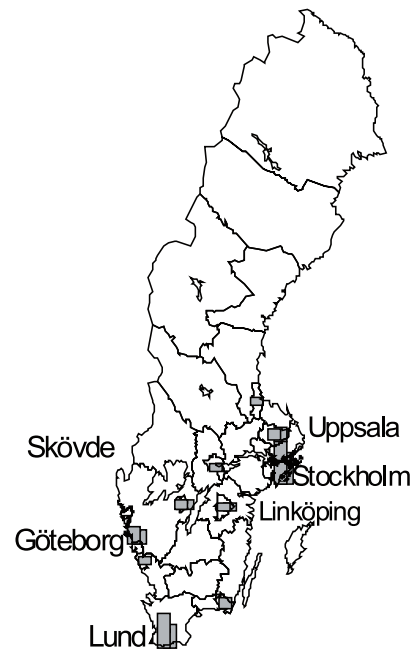 Uppsala
Skövde
Stockholm
Linköping
Göteborg
Lund